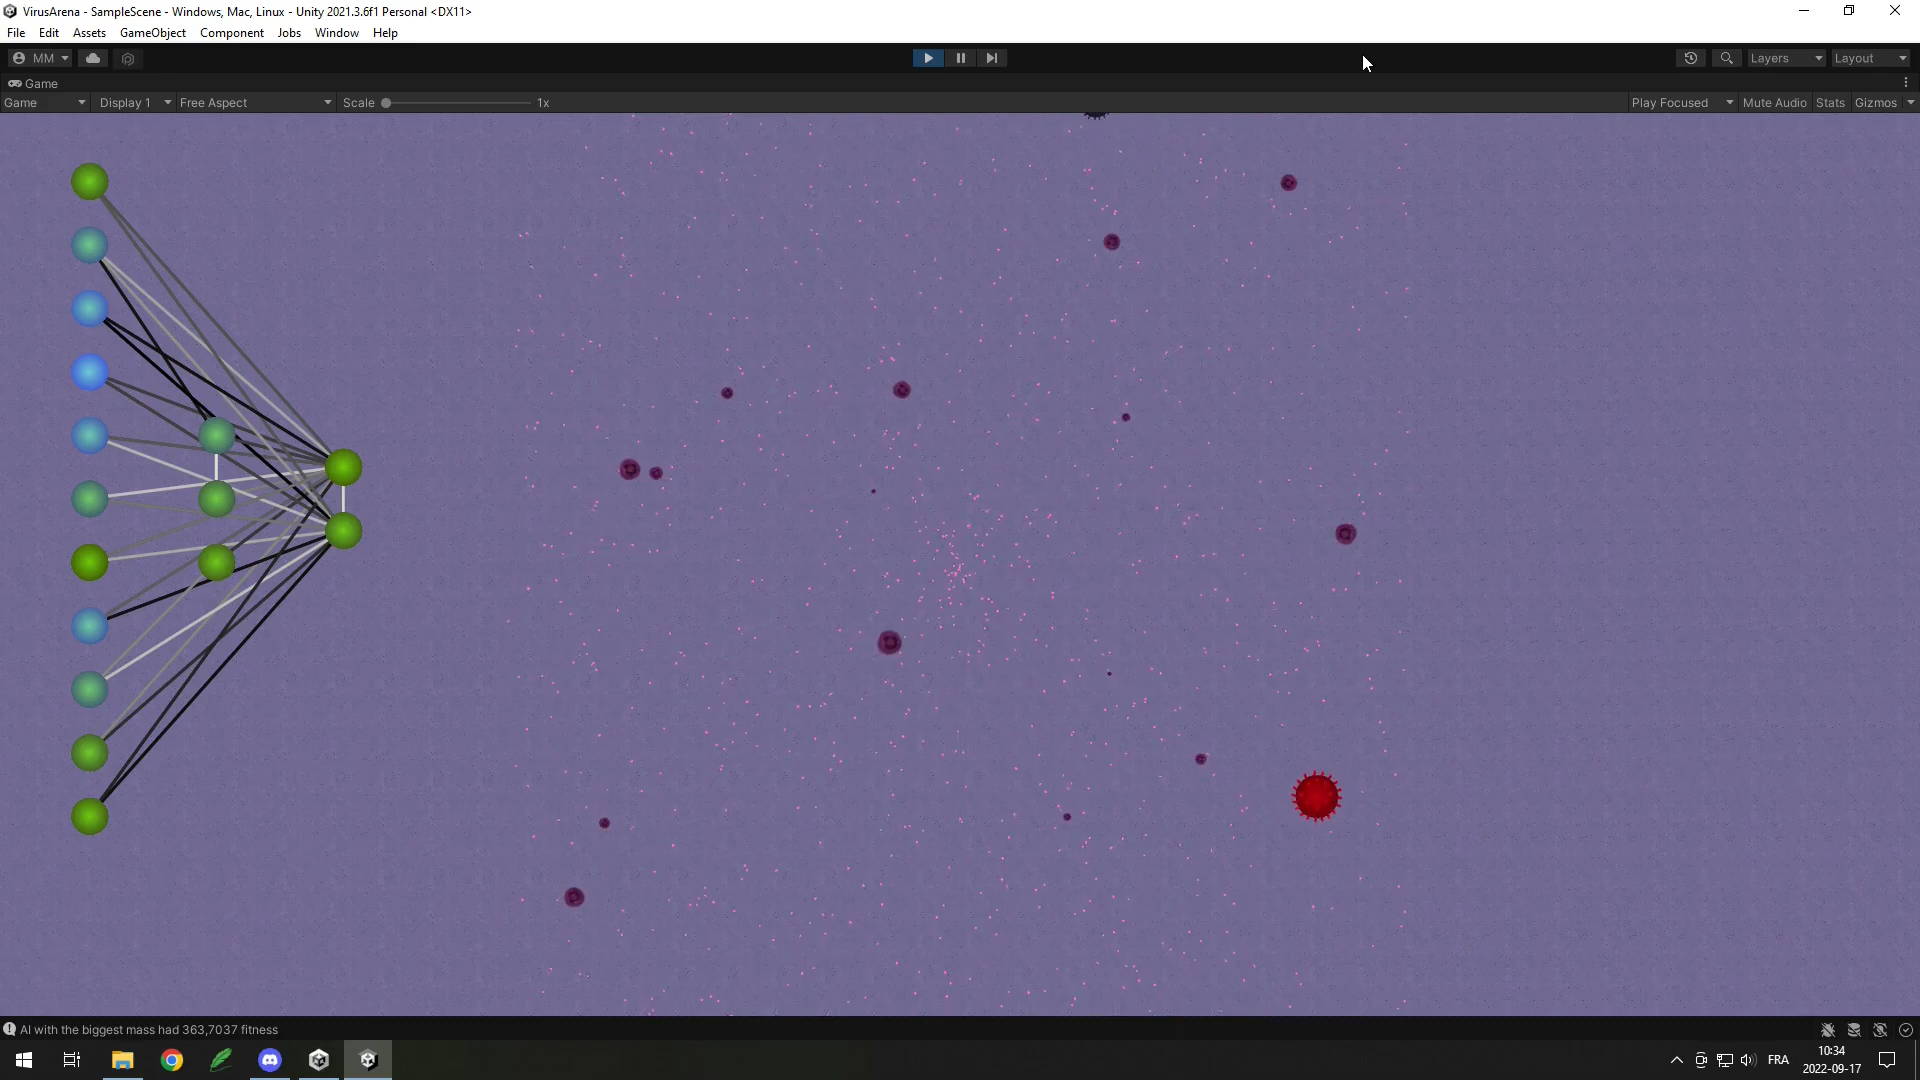 VirusArena - SampleScene - Windows, Mac, Linux - Unity 2021.3.6f1 Personal <DX11>
File Edit Assets GameObject Component Jobs Window Help
MM Layers Layout
Game
Game Display 1 Free Aspect Scale 1x Play Focused Mute Audio Stats Gizmos
AI with the biggest mass had 363,7037 fitness
FRA
10:34
2022-09-17